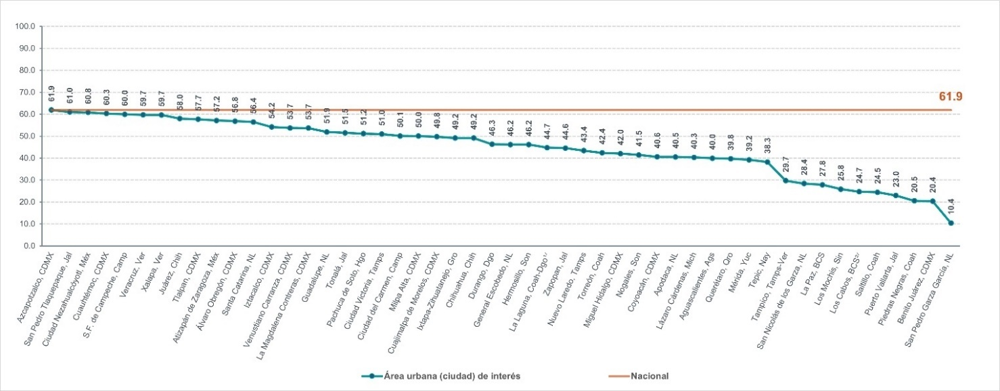 100.0
90.0
80.0
70.0
60.0
50.0
40.0
30.0
20.0
10.0
0.0
61.9
61.0
60.8
60.3
60.0
59.7
59.7
58.0
57.7
57.2
56.8
56.4
54.2
53.7
53.7
51.9
51.5
51.2
51.0
50.1
50.0
49.8
49.2
49.2
46.3
46.2
46.2
44.7
44.6
43.4
42.4
42.0
41.5
40.6
40.5
40.3
40.0
39.8
39.2
38.3
29.7
28.4
27.8
25.8
24.7
24.5
23.0
20.5
20.4
10.4
61.9
Azcapotzalco, CDMX
San Pedro Tlaquepaque, Jal
Ciudad Nezahualcóyotl, Méx
Cuauhtémoc, CDMX
S.F. de Campeche, Camp
Veracruz, Ver
Xalapa, Ver
Juárez, Chih
Tlalpan, CDMX
Atizapán de Zaragoza, Méx
Álvaro Obregón, CDMX
Santa Catarina, NL
Iztacalco, CDMX
Venustiano Carranza, CDMX
La Magdalena Contreras, CDMX
Guadalupe, NL
Tonalá, Jal
Pachuca de Soto, Hgo
Ciudad Victoria, Tamps
Ciudad del Carmen, Camp
Milpa Alta, CDMX
Cuajimalpa de Morelos, CDMX
Ixtapa-Zihuatanejo, Gro
Chihuahua, Chih
Durango, Dgo
General Escobedo, NL
Hermosillo, Son
La Laguna, Coah-Dgo¹ᐟ
Zapopan, Jal
Nuevo Laredo, Tamps
Torreón, Coah
Miguel Hidalgo, CDMX
Nogales, Son
Coyoacán, CDMX
Apodaca, NL
Lázaro Cárdenas, Mich
Aguascalientes, Ags
Querétaro, Qro
Mérida, Yuc
Tepic, Nay
Tampico, Tamps-Ver
San Nicolás de los Garza, NL
La Paz, BCS
Los Mochis, Sin
Los Cabos, BCS²ᐟ
Saltillo, Coah
Puerto Vallarta, Jal
Piedras Negras, Coah
Benito Juárez, CDMX
San Pedro Garza García, NL
Área urbana (ciudad) de interés
Nacional